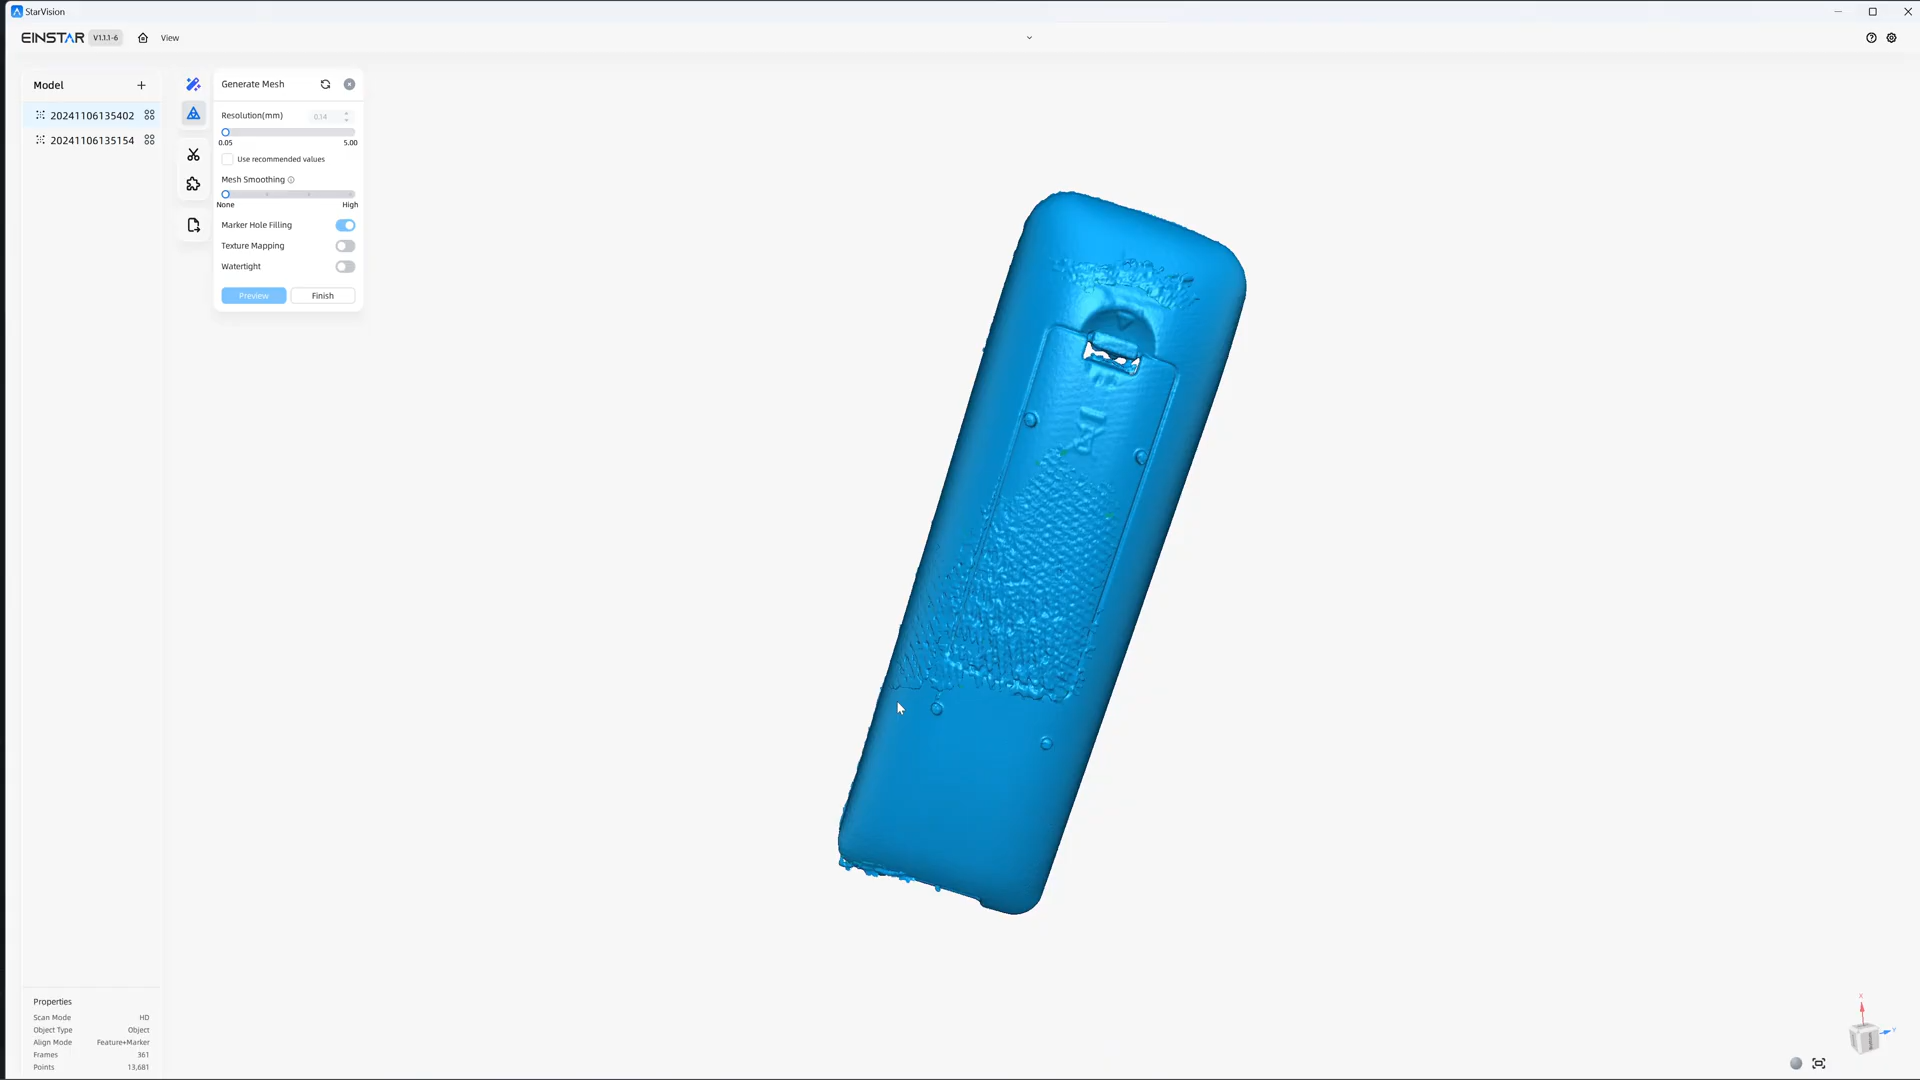 StarVision
EINSTAR V1.1.1-6 View
Model +
20241106135402
20241106135154
Generate Mesh
Resolution(mm) 0.14
0.05 5.00
Use recommended values
Mesh Smoothing
None High
Marker Hole Filling
Texture Mapping
Watertight
Preview Finish
Properties
Scan Mode HD
Object Type Object
Align Mode Feature+Marker
Frames 361
Points 13,681
X
Y